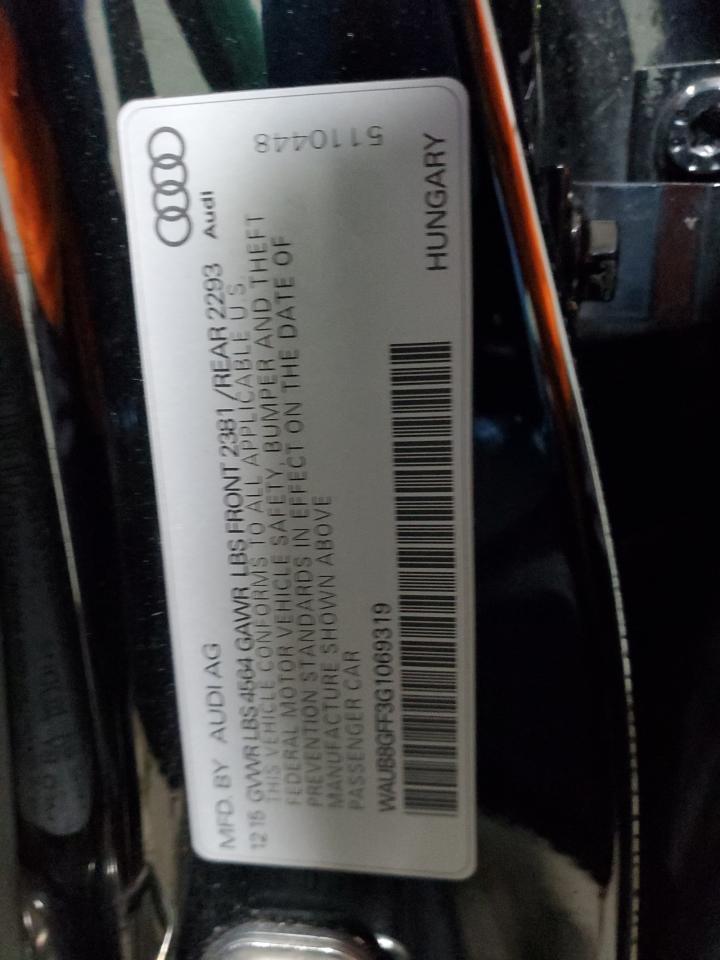 MFD. BY AUDI AG
Audi
12 15 GVWR LBS 4564 GAWR LBS FRONT 2381 /REAR 2293
THIS VEHICLE CONFORMS TO ALL APPLICABLE U.S.
FEDERAL MOTOR VEHICLE SAFETY, BUMPER AND THEFT
PREVENTION STANDARDS IN EFFECT ON THE DATE OF
MANUFACTURE SHOWN ABOVE
PASSENGER CAR
WAUB8GFF3G1069319
HUNGARY
5110448